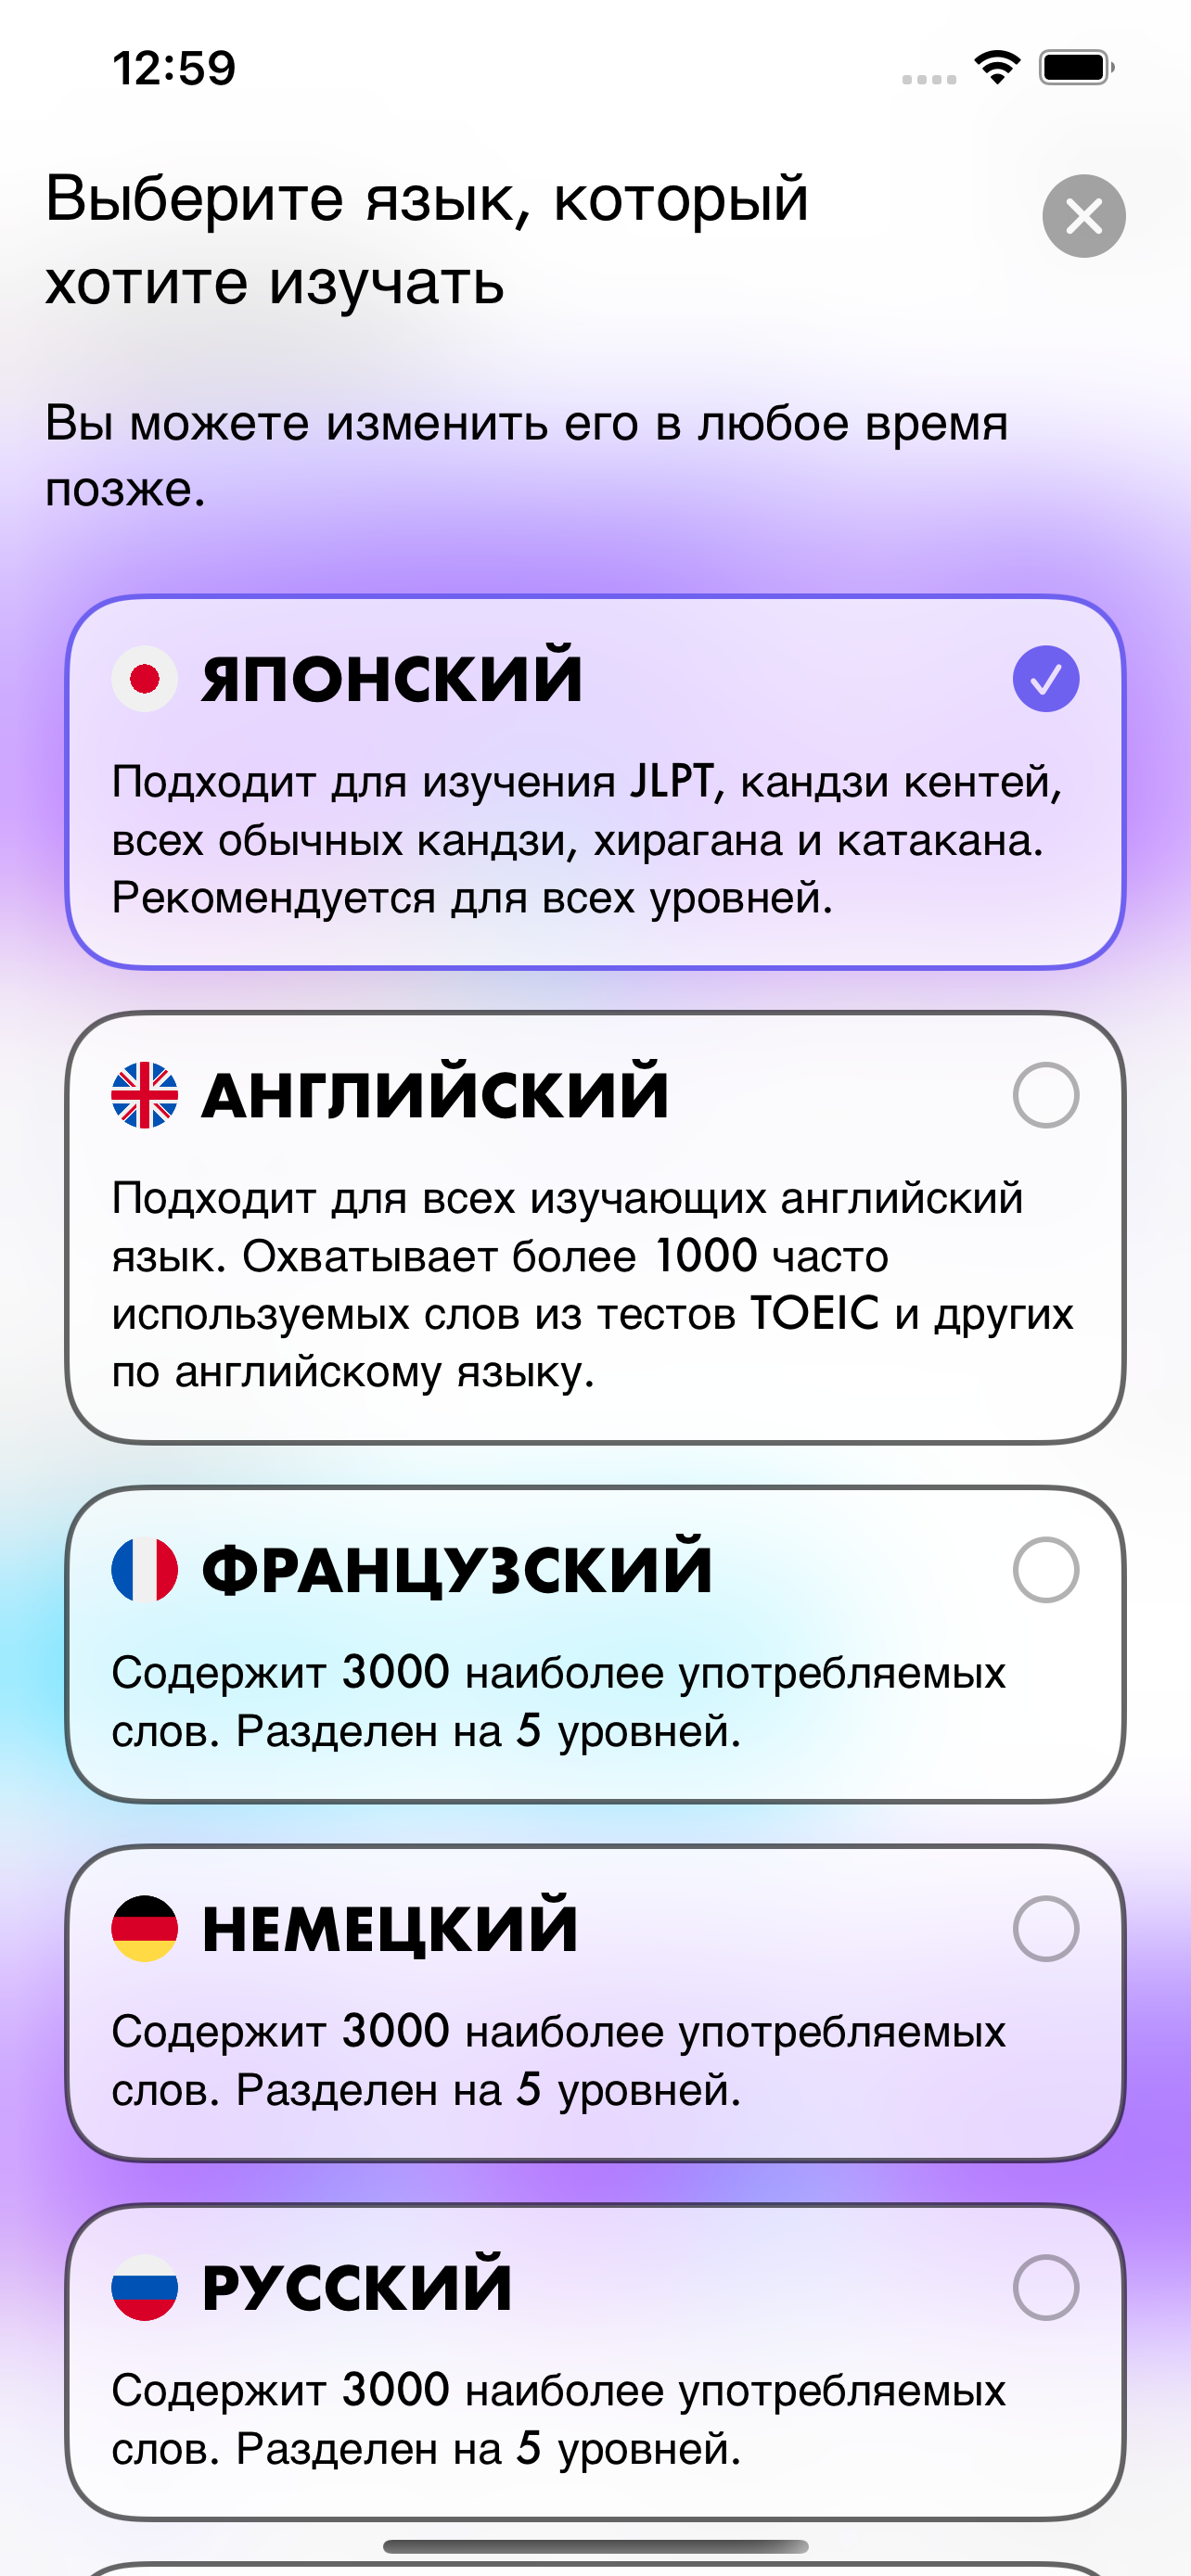 12:59
Выберите язык, который
хотите изучать
Вы можете изменить его в любое время
позже.
ЯПОНСКИЙ
Подходит для изучения JLPT, кандзи кентей,
всех обычных кандзи, хирагана и катакана.
Рекомендуется для всех уровней.
АНГЛИЙСКИЙ
Подходит для всех изучающих английский
язык. Охватывает более 1000 часто
используемых слов из тестов TOEIC и других
по английскому языку.
ФРАНЦУЗСКИЙ
Содержит 3000 наиболее употребляемых
слов. Разделен на 5 уровней.
НЕМЕЦКИЙ
Содержит 3000 наиболее употребляемых
слов. Разделен на 5 уровней.
РУССКИЙ
Содержит 3000 наиболее употребляемых
слов. Разделен на 5 уровней.